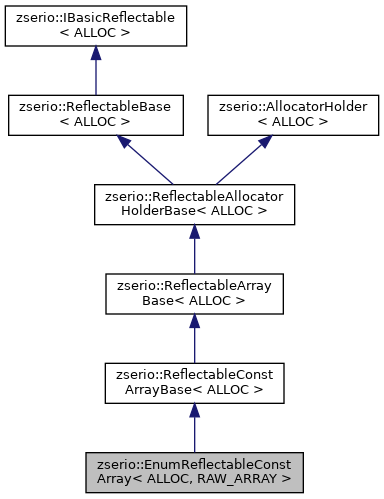 zserio::IBasicReflectable
< ALLOC >
zserio::ReflectableBase
< ALLOC >
zserio::AllocatorHolder
< ALLOC >
zserio::ReflectableAllocator
HolderBase< ALLOC >
zserio::ReflectableArray
Base< ALLOC >
zserio::ReflectableConst
ArrayBase< ALLOC >
zserio::EnumReflectableConst
Array< ALLOC, RAW_ARRAY >